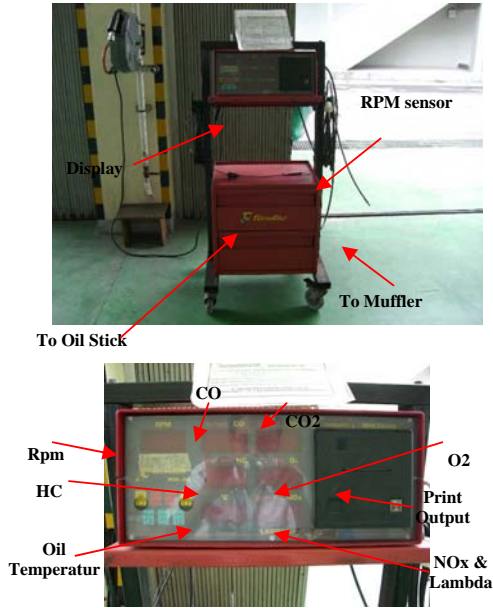 RPM sensor
Display
To Muffler
To Oil Stick
CO
CO2
RPM
CO
Rpm
O2
HC
°C
Print
Output
Oil
Temperatur
NOx &
Lambda